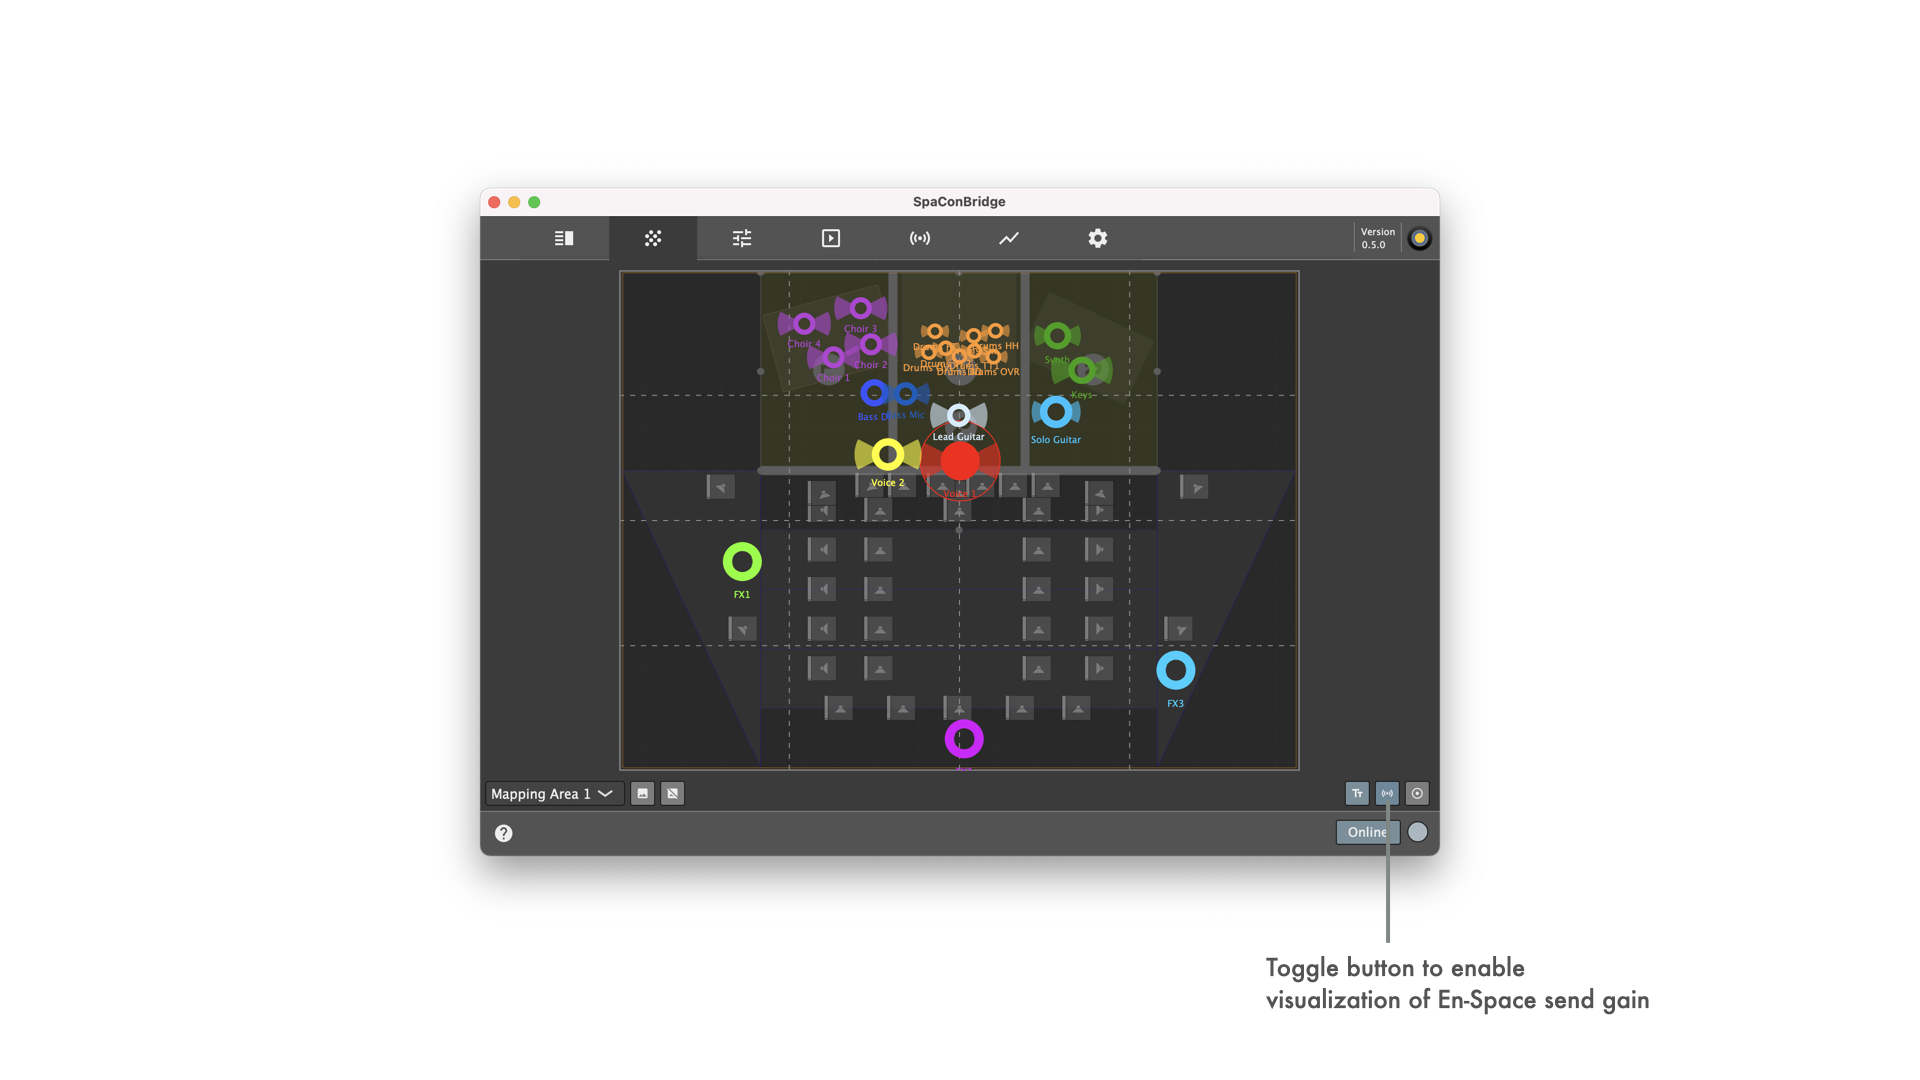 SpaConBridge
Version
0.5.0
Choir 3
Choir 4
Choir 2
Choir 1
Drums HH
Drums OVR
Synth
Keys
Bass
Mic
Lead Guitar
Solo Guitar
Voice 2
Voice 1
FX1
FX3
Mapping Area 1
Tт
?
Online
Toggle button to enable
visualization of En-Space send gain